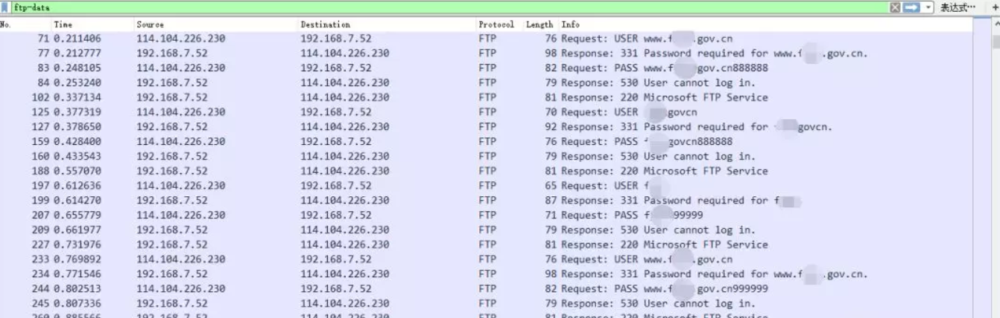 ftp-data 表达式… +
No. Time Source Destination Protocol Length Info
71 0.211406 114.104.226.230 192.168.7.52 FTP 76 Request: USER www.f .gov.cn
77 0.212777 192.168.7.52 114.104.226.230 FTP 98 Response: 331 Password required for www.f .gov.cn.
83 0.248105 114.104.226.230 192.168.7.52 FTP 82 Request: PASS www.f gov.cn888888
84 0.253240 192.168.7.52 114.104.226.230 FTP 79 Response: 530 User cannot log in.
102 0.337134 192.168.7.52 114.104.226.230 FTP 81 Response: 220 Microsoft FTP Service
125 0.377319 114.104.226.230 192.168.7.52 FTP 70 Request: USER govcn
127 0.378650 192.168.7.52 114.104.226.230 FTP 92 Response: 331 Password required for govcn.
159 0.428400 114.104.226.230 192.168.7.52 FTP 76 Request: PASS f govcn888888
160 0.433543 192.168.7.52 114.104.226.230 FTP 79 Response: 530 User cannot log in.
188 0.557070 192.168.7.52 114.104.226.230 FTP 81 Response: 220 Microsoft FTP Service
197 0.612636 114.104.226.230 192.168.7.52 FTP 65 Request: USER f
199 0.614270 192.168.7.52 114.104.226.230 FTP 87 Response: 331 Password required for f
207 0.655779 114.104.226.230 192.168.7.52 FTP 71 Request: PASS f 99999
209 0.661977 192.168.7.52 114.104.226.230 FTP 79 Response: 530 User cannot log in.
227 0.731976 192.168.7.52 114.104.226.230 FTP 81 Response: 220 Microsoft FTP Service
233 0.769892 114.104.226.230 192.168.7.52 FTP 76 Request: USER www.f .gov.cn
234 0.771546 192.168.7.52 114.104.226.230 FTP 98 Response: 331 Password required for www.f .gov.cn.
244 0.802513 114.104.226.230 192.168.7.52 FTP 82 Request: PASS www.f gov.cn999999
245 0.807336 192.168.7.52 114.104.226.230 FTP 79 Response: 530 User cannot log in.
192.168.7.52 114.104.226.230 FTP 81 Response: 220 Microsoft FTP Service